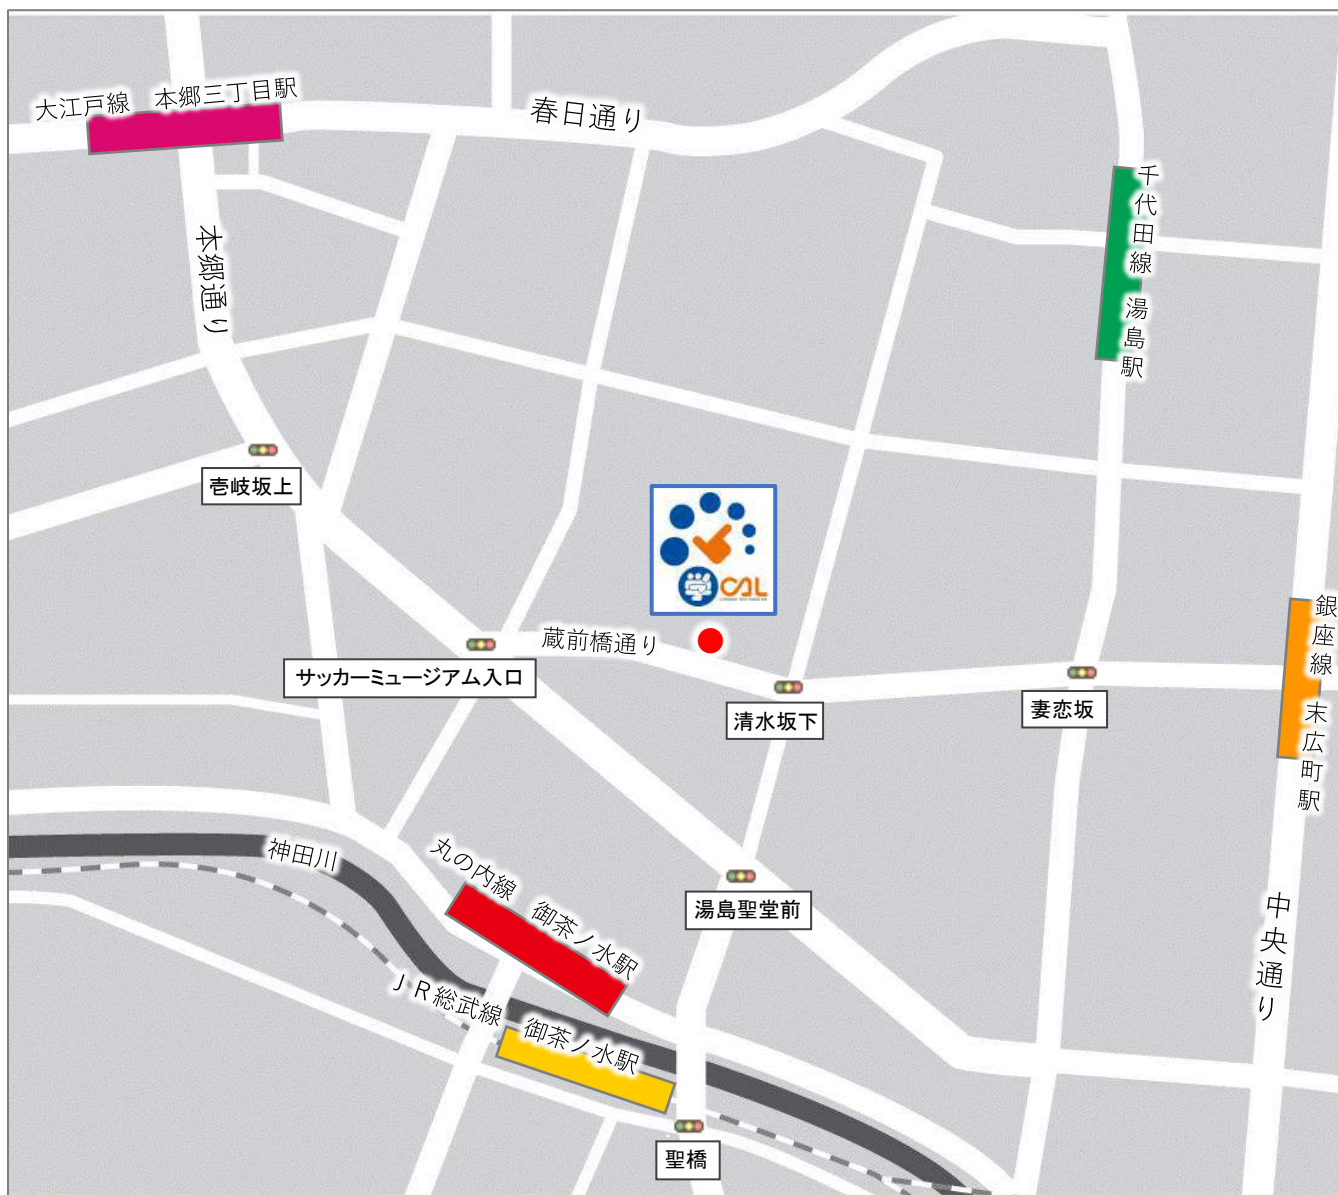 大江戸線　本郷三丁目駅
春日通り
千代田線　湯島駅
本郷通り
壱岐坂上
CAL
蔵前橋通り
サッカーミュージアム入口
清水坂下
妻恋坂
銀座線　末広町駅
神田川
丸の内線　御茶ノ水駅
湯島聖堂前
中央通り
ＪＲ総武線　御茶ノ水駅
聖橋